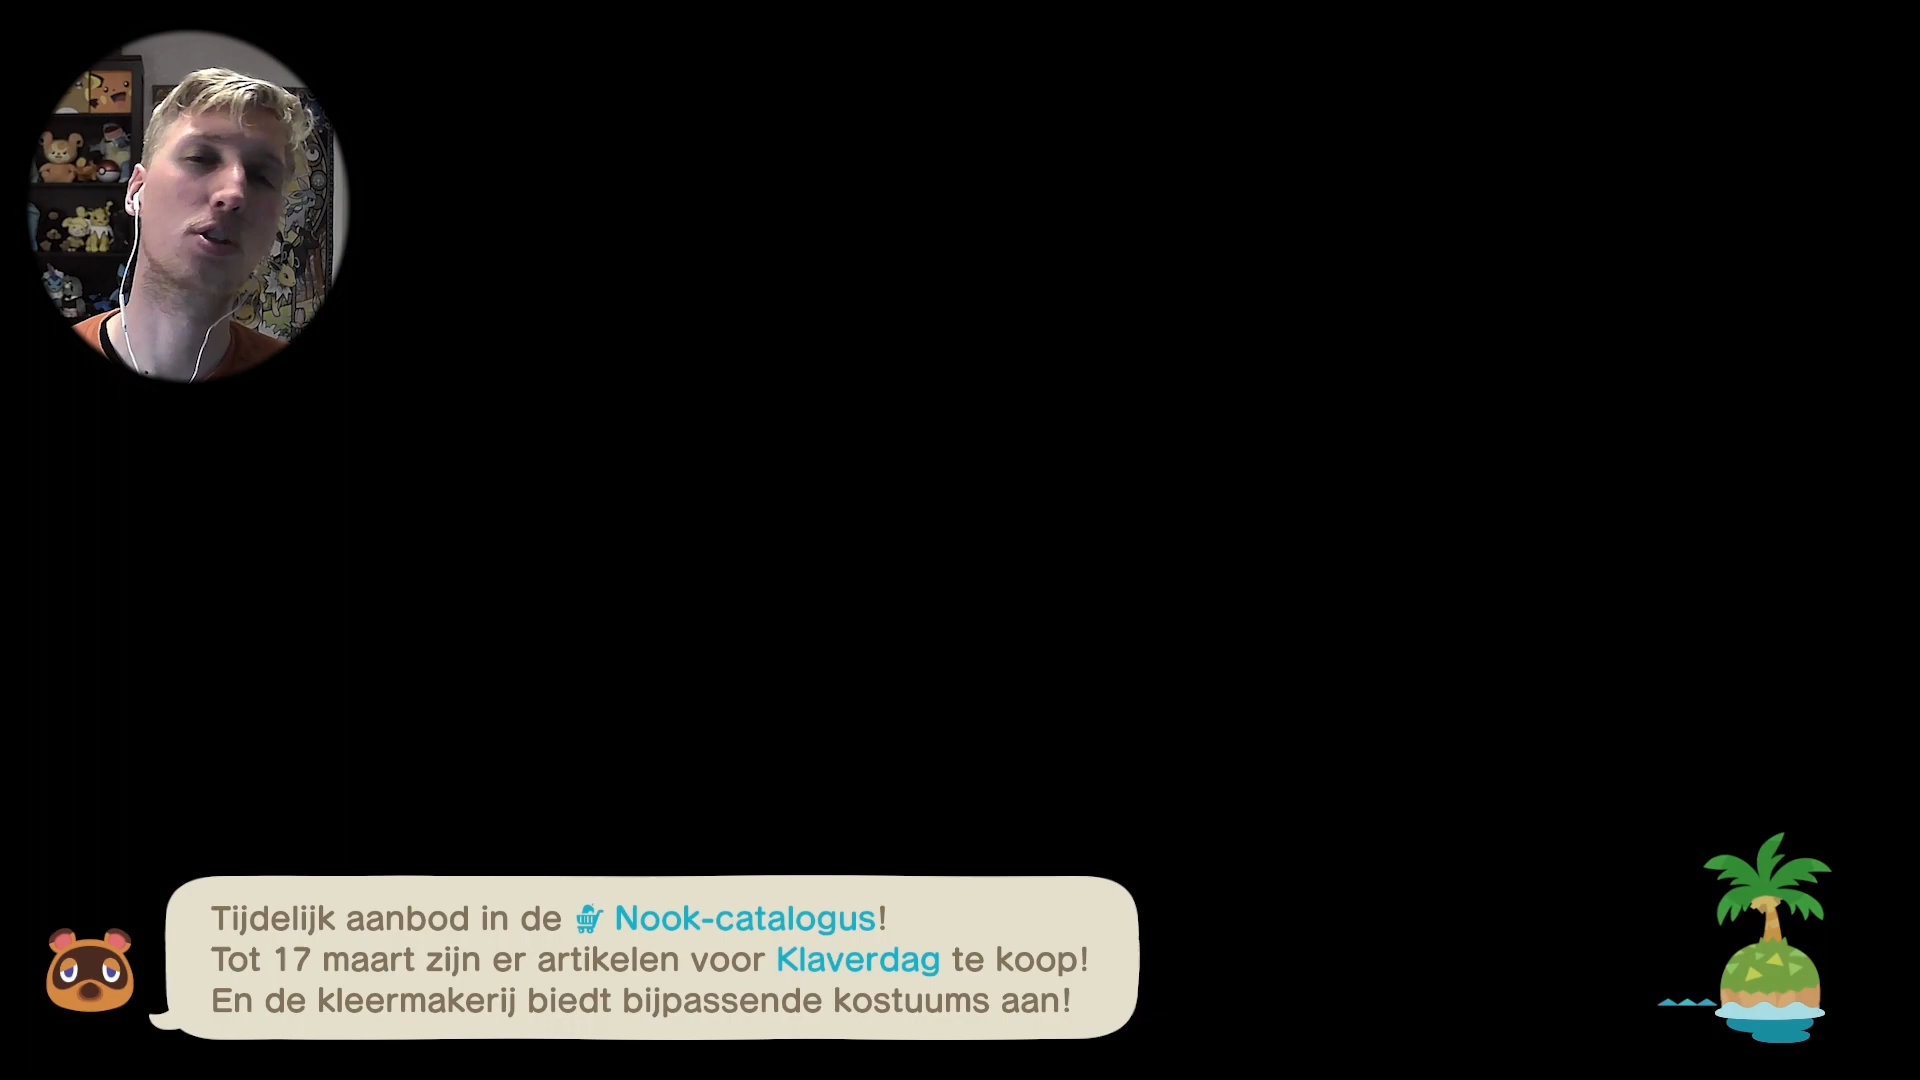 Tijdelijk aanbod in de Nook-catalogus!
Tot 17 maart zijn er artikelen voor Klaverdag te koop!
En de kleermakerij biedt bijpassende kostuums aan!